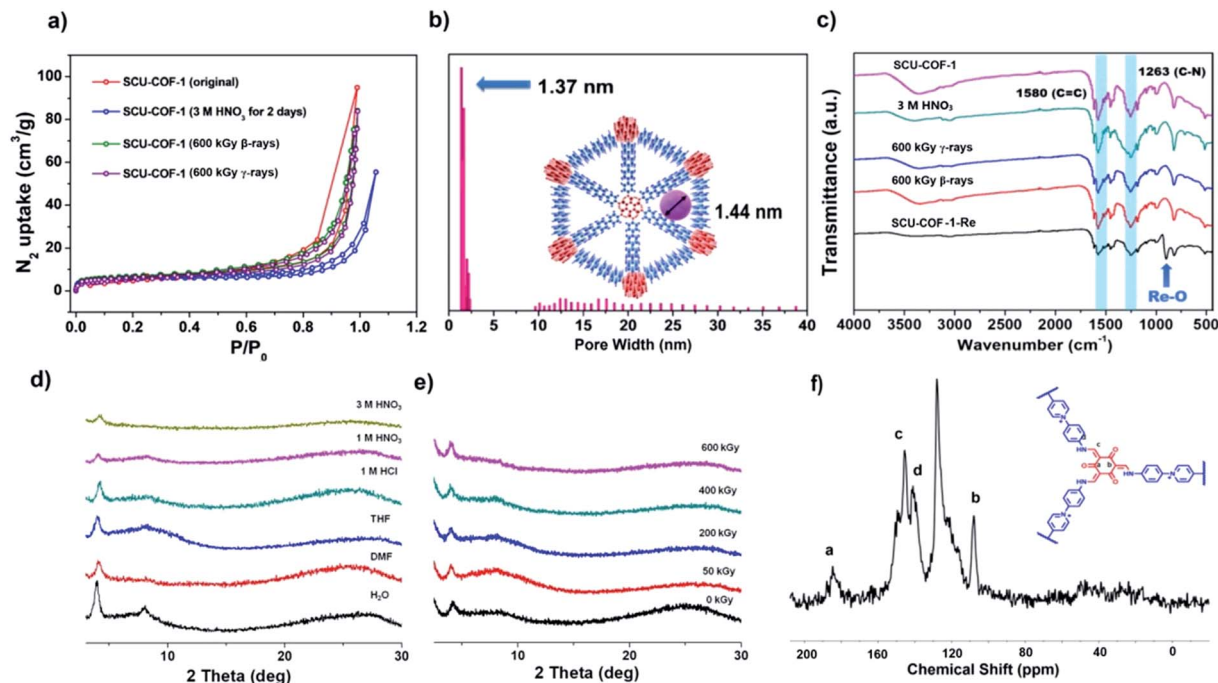 a)
N2 uptake (cm3/g)
100
80
60
40
20
0
SCU-COF-1 (original)
SCU-COF-1 (3 M HNO3 for 2 days)
SCU-COF-1 (600 kGy β-rays)
SCU-COF-1 (600 kGy γ-rays)
0.0 0.2 0.4 0.6 0.8 1.0 1.2
P/P0
b)
1.37 nm
1.44 nm
0 5 10 15 20 25 30 35 40
Pore Width (nm)
c)
Transmittance (a.u.)
SCU-COF-1
1263 (C-N)
1580 (C=C)
3 M HNO3
600 kGy γ-rays
600 kGy β-rays
SCU-COF-1-Re
Re-O
4000 3500 3000 2500 2000 1500 1000 500
Wavenumber (cm-1)
d)
3 M HNO3
1 M HNO3
1 M HCl
THF
DMF
H2O
10 20 30
2 Theta (deg)
e)
600 kGy
400 kGy
200 kGy
50 kGy
0 kGy
10 20 30
2 Theta (deg)
f)
a
c
d
b
HN
c
O
O
a b
O
HN
NH
N+
N+
N+
200 160 120 80 40 0
Chemical Shift (ppm)